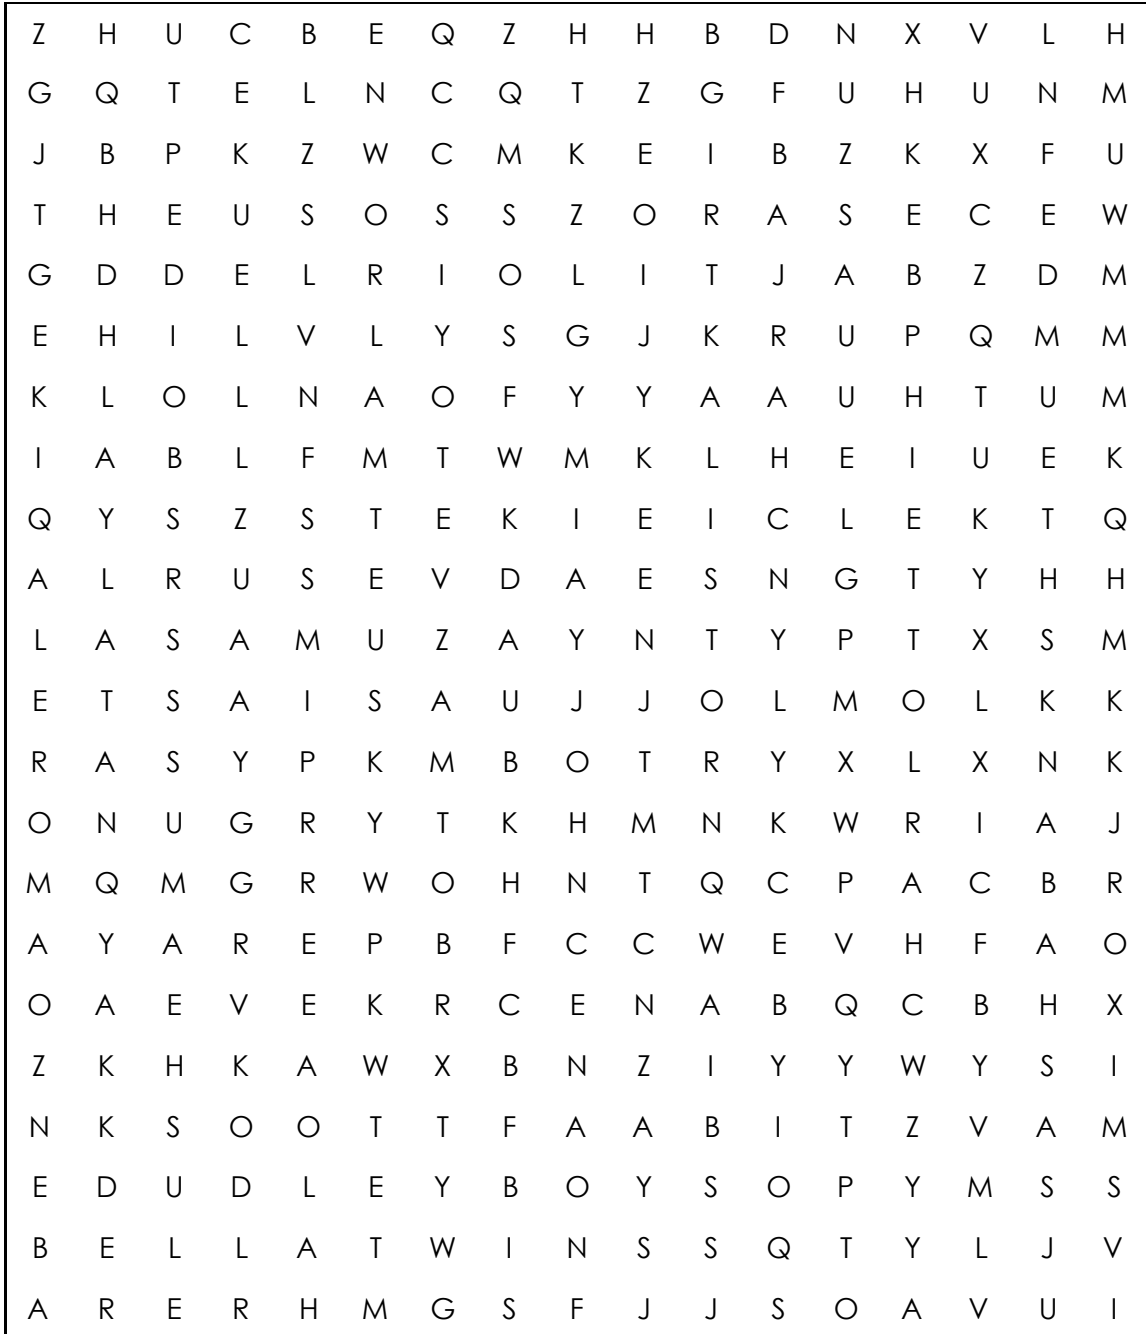 Z H U C B E Q Z H H B D N X V L H
G Q T E L N C Q T Z G F U H U N M
J B P K Z W C M K E I B Z K X F U
T H E U S O S S Z O R A S E C E W
G D D E L R I O L I T J A B Z D M
E H I L V L Y S G J K R U P Q M M
K L O L N A O F Y Y A A U H T U M
I A B L F M T W M K L H E I U E K
Q Y S Z S T E K I E I C L E K T Q
A L R U S E V D A E S N G T Y H H
L A S A M U Z A Y N T Y P T X S M
E T S A I S A U J J O L M O L K K
R A S Y P K M B O T R Y X L X N K
O N U G R Y T K H M N K W R I A J
M Q M G R W O H N T Q C P A C B R
A Y A R E P B F C C W E V H F A O
O A E V E K R C E N A B Q C B H X
Z K H K A W X B N Z I Y Y W Y S I
N K S O O T T F A A B I T Z V A M
E D U D L E Y B O Y S O P Y M S S
B E L L A T W I N S S Q T Y L J V
A R E R H M G S F J J S O A V U I